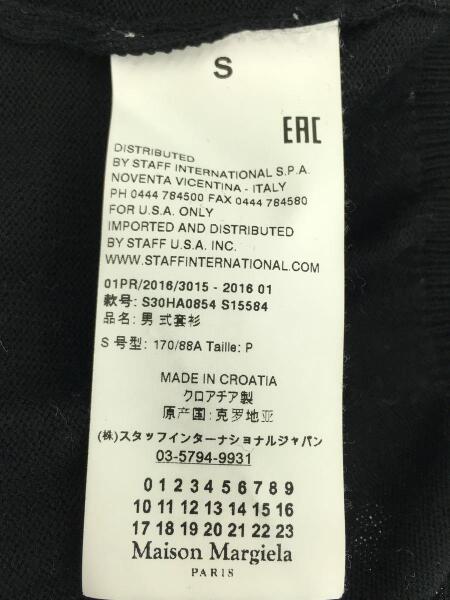 S
EAC
DISTRIBUTED
BY STAFF INTERNATIONAL S.P.A.
NOVENTA VICENTINA - ITALY
PH 0444 784500 FAX 0444 784580
FOR U.S.A. ONLY
IMPORTED AND DISTRIBUTED
BY STAFF U.S.A. INC.
WWW.STAFFINTERNATIONAL.COM
01PR/2016/3015 - 2016 01
款号: S30HA0854 S15584
品名: 男式套衫
S 号型: 170/88A Taille: P
MADE IN CROATIA
クロアチア製
原产国: 克罗地亚
(株)スタッフインターナショナルジャパン
03-5794-9931
0 1 2 3 4 5 6 7 8 9
10 11 12 13 14 15 16
17 18 19 20 21 22 23
Maison Margiela
PARIS